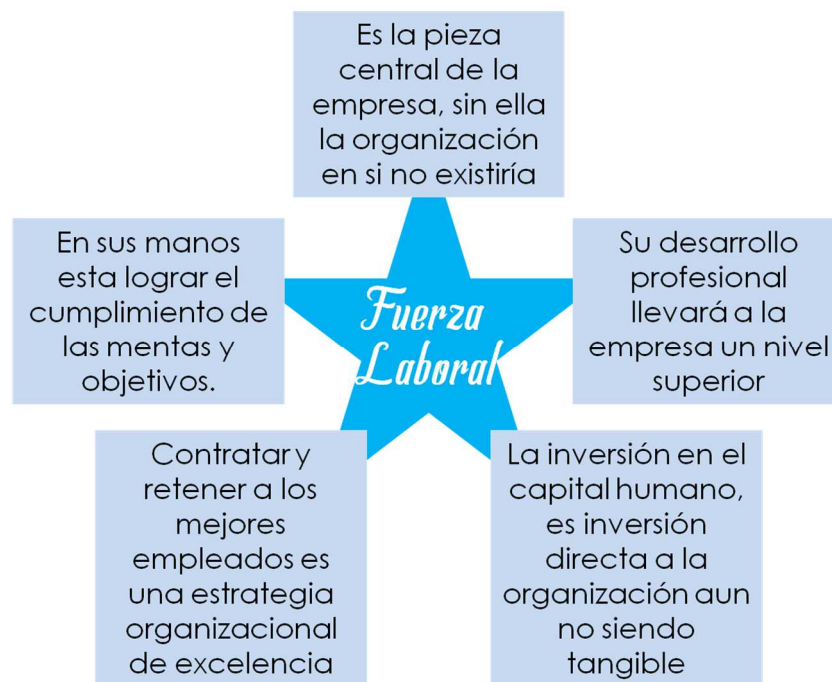 Es la pieza
central de la
empresa, sin ella
la organización
en si no existiría
En sus manos
esta lograr el
cumplimiento de
las mentas y
objetivos.
Fuerza
Laboral
Su desarrollo
profesional
llevará a la
empresa un nivel
superior
Contratar y
retener a los
mejores
empleados es
una estrategia
organizacional
de excelencia
La inversión en el
capital humano,
es inversión
directa a la
organización aun
no siendo
tangible